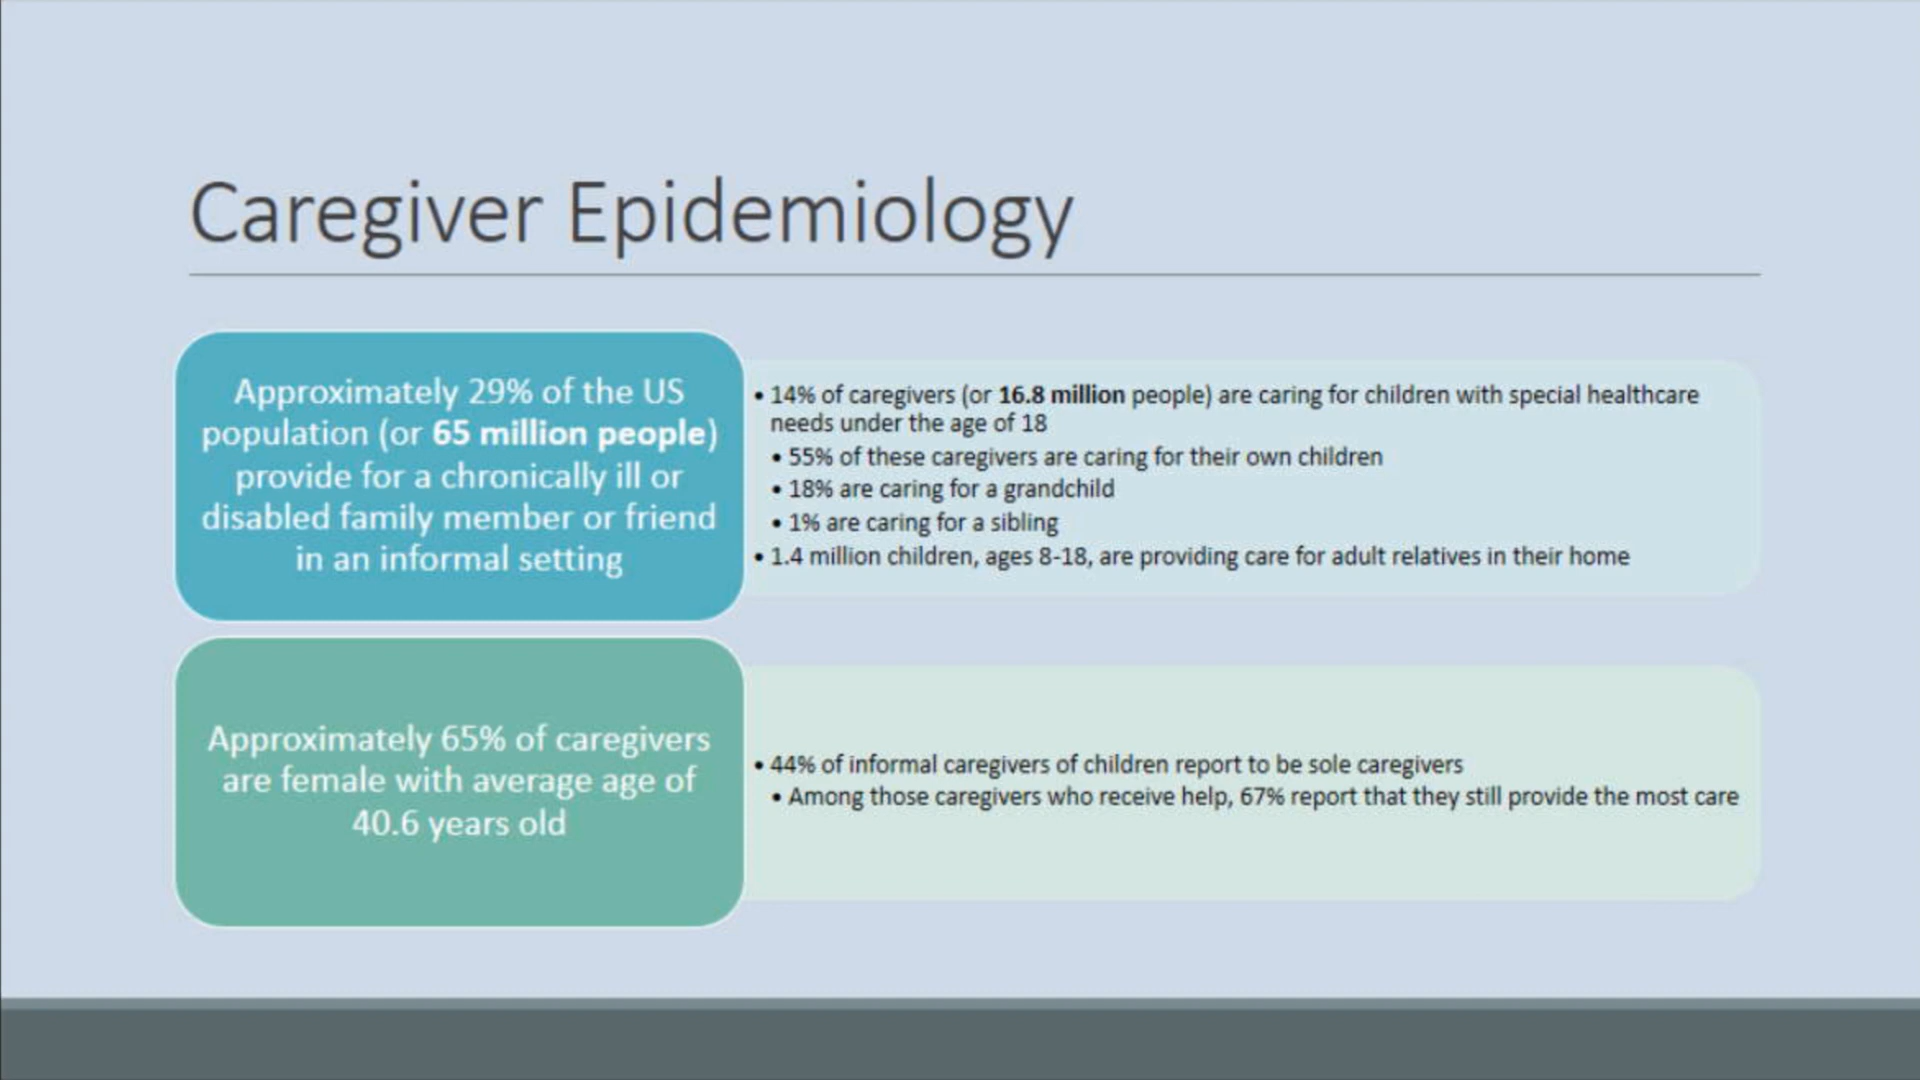 Caregiver Epidemiology
Approximately 29% of the US
population (or 65 million people)
provide for a chronically ill or
disabled family member or friend
in an informal setting
• 14% of caregivers (or 16.8 million people) are caring for children with special healthcare
needs under the age of 18
• 55% of these caregivers are caring for their own children
• 18% are caring for a grandchild
• 1% are caring for a sibling
• 1.4 million children, ages 8-18, are providing care for adult relatives in their home
Approximately 65% of caregivers
are female with average age of
40.6 years old
• 44% of informal caregivers of children report to be sole caregivers
• Among those caregivers who receive help, 67% report that they still provide the most care